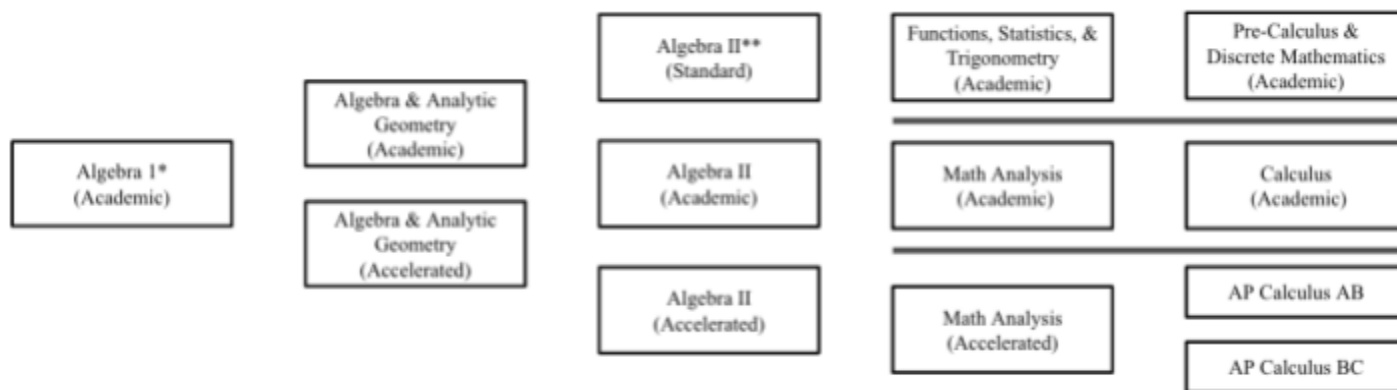 Algebra 1*
(Academic)
Algebra & Analytic
Geometry
(Academic)
Algebra & Analytic
Geometry
(Accelerated)
Algebra II**
(Standard)
Algebra II
(Academic)
Algebra II
(Accelerated)
Functions, Statistics, &
Trigonometry
(Academic)
Math Analysis
(Academic)
Math Analysis
(Accelerated)
Pre-Calculus &
Discrete Mathematics
(Academic)
Calculus
(Academic)
AP Calculus AB
AP Calculus BC